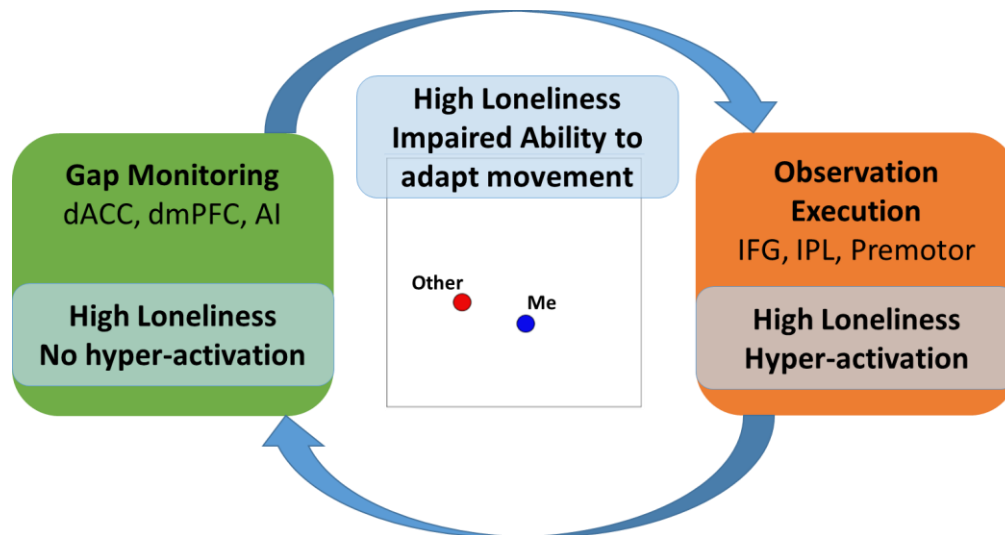 High Loneliness
Impaired Ability to
adapt movement
Gap Monitoring
dACC, dmPFC, AI
High Loneliness
No hyper-activation
Other
Me
Observation
Execution
IFG, IPL, Premotor
High Loneliness
Hyper-activation